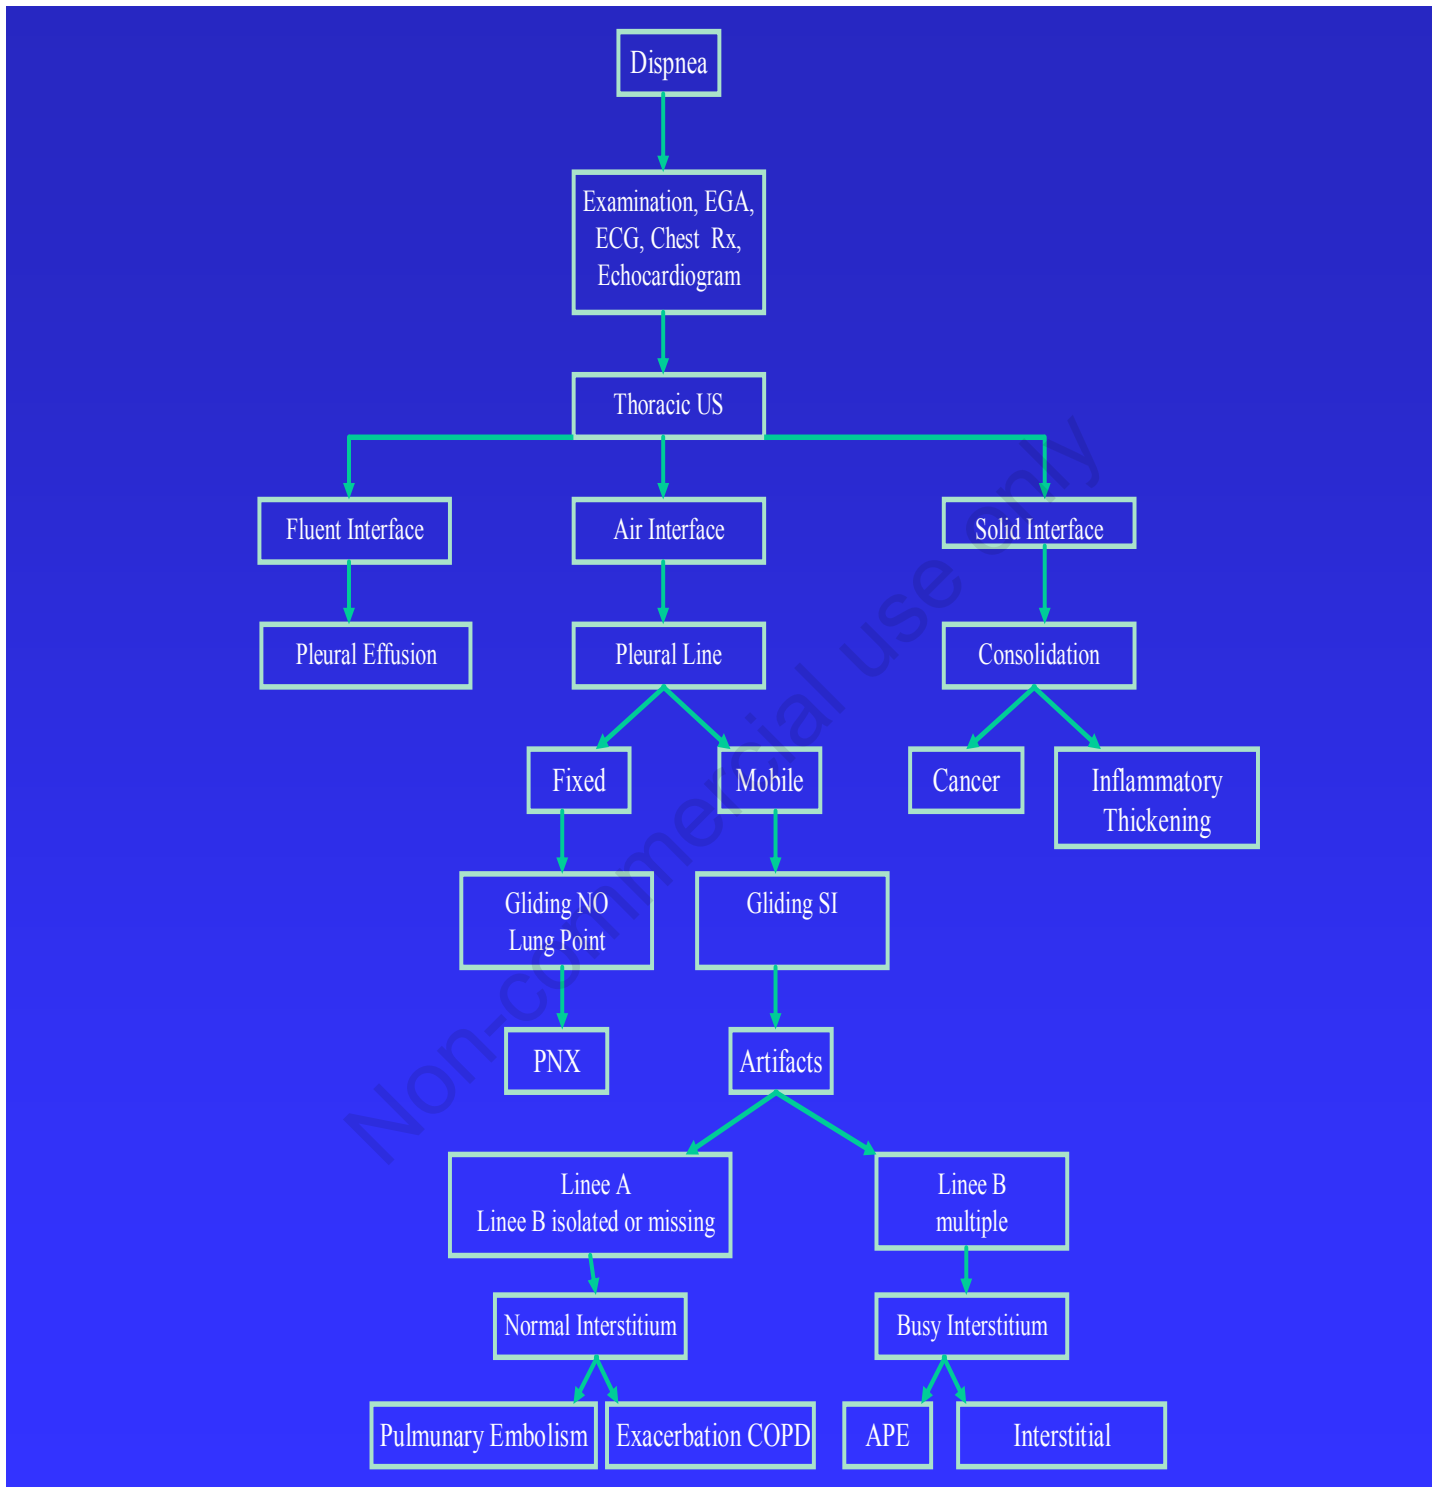 Dispnea
Examination, EGA,
ECG, Chest Rx,
Echocardiogram
Thoracic US
Fluent Interface
Air Interface
Solid Interface
Pleural Effusion
Pleural Line
Consolidation
Fixed
Mobile
Cancer
Inflammatory
Thickening
Gliding NO
Lung Point
Gliding SI
PNX
Artifacts
Linee A
Linee B isolated or missing
Linee B
multiple
Normal Interstitium
Busy Interstitium
Pulmunary Embolism
Exacerbation COPD
APE
Interstitial
Non-commercial use only